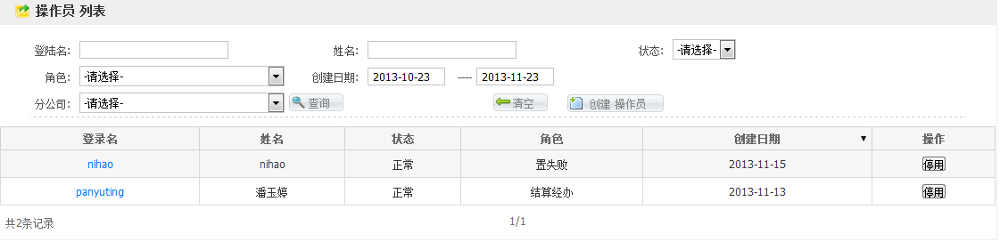 操作员 列表
登陆名: 姓名: 状态: -请选择-
角色: -请选择- 创建日期: 2013-10-23 ---- 2013-11-23
分公司: -请选择- 查询 清空 创建 操作员
登录名 姓名 状态 角色 创建日期 ▼ 操作
nihao nihao 正常 置失败 2013-11-15 停用
panyuting 潘玉婷 正常 结算经办 2013-11-13 停用
共2条记录 1/1